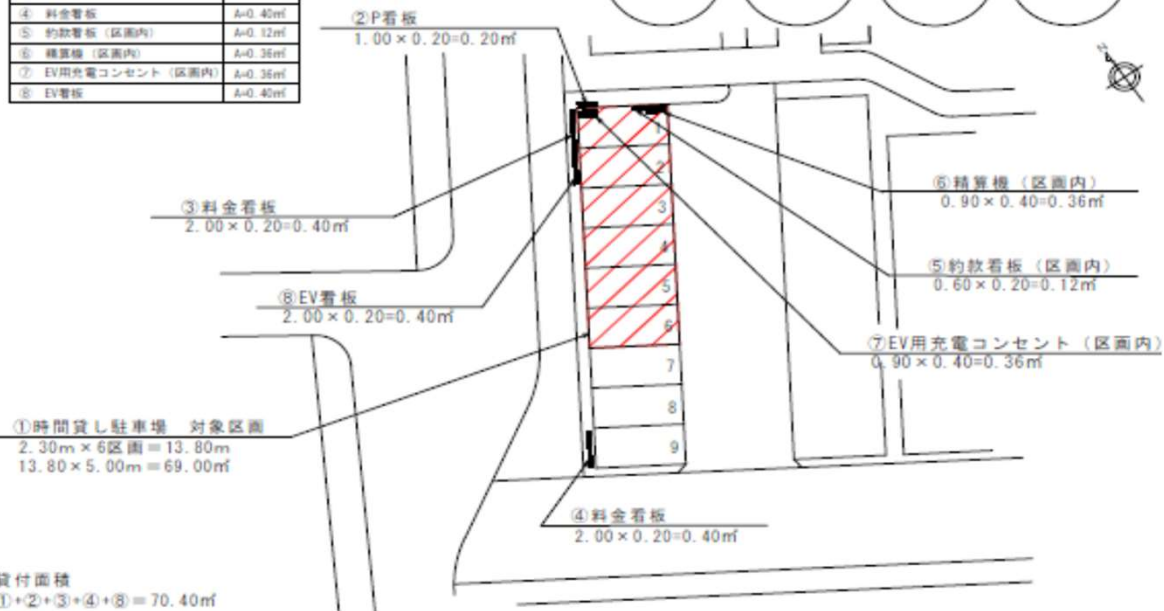 ④ 料金看板 A=0.40㎡
⑤ 約款看板（区画内） A=0.12㎡
⑥ 精算機（区画内） A=0.36㎡
⑦ EV用充電コンセント（区画内） A=0.36㎡
⑧ EV看板 A=0.40㎡
②P看板
1.00×0.20=0.20㎡
N
③料金看板
2.00×0.20=0.40㎡
⑧EV看板
2.00×0.20=0.40㎡
①時間貸し駐車場　対象区画
2.30m×6区画＝13.80m
13.80×5.00m＝69.00㎡
1
2
3
4
5
6
7
8
9
⑥精算機（区画内）
0.90×0.40=0.36㎡
⑤約款看板（区画内）
0.60×0.20=0.12㎡
⑦EV用充電コンセント（区画内）
0.90×0.40=0.36㎡
④料金看板
2.00×0.20=0.40㎡
貸付面積
①+②+③+④+⑧＝70.40㎡